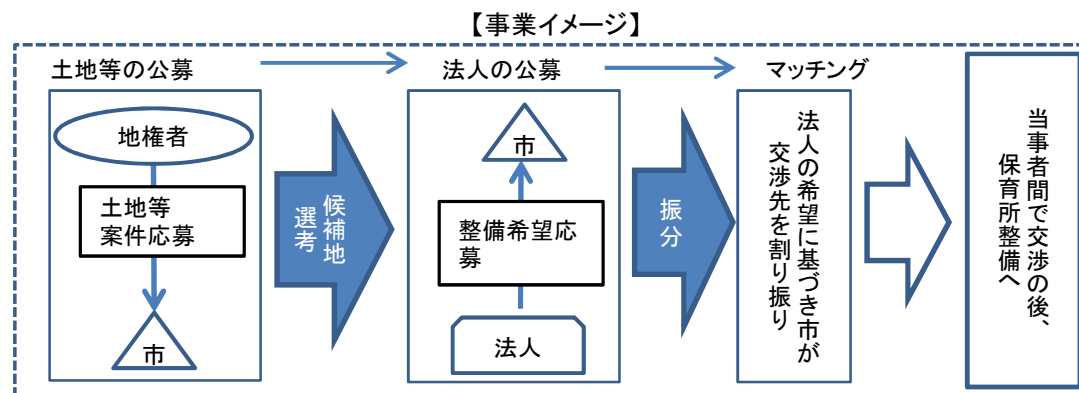 【事業イメージ】
土地等の公募
法人の公募
マッチング
地権者
土地等
案件応募
市
候補地
選考
市
整備希望応
募
法人
振分
法人の希望に基づき市が
交渉先を割り振り
当事者間で交渉の後、
保育所整備へ